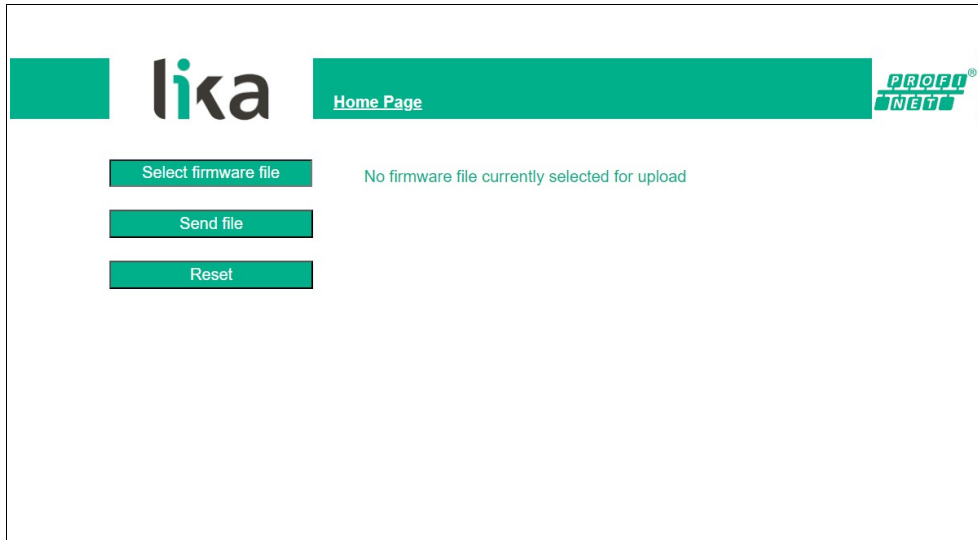 lika
Home Page
PROFI
NET
®
Select firmware file
No firmware file currently selected for upload
Send file
Reset